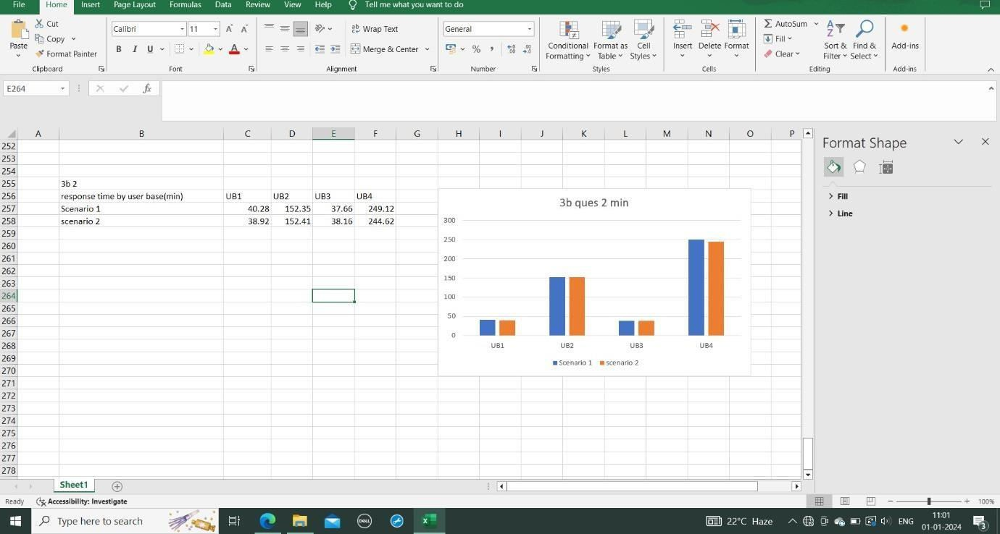 File Home Insert Page Layout Formulas Data Review View Help Tell me what you want to do
Cut
Copy
Format Painter
Paste
Clipboard
Calibri 11 A A
B I U A
Font
Wrap Text
Merge & Center
Alignment
General
% ,
Number
Conditional Formatting
Format as Table
Cell Styles
Styles
Insert Delete Format
Cells
AutoSum
Fill
Clear
Sort & Filter
Find & Select
Editing
Add-ins
Add-ins
E264 fx
A B C D E F G H I J K L M N O P
252
253
254
255 3b 2
256 response time by user base(min) UB1 UB2 UB3 UB4
257 Scenario 1 40.28 152.35 37.66 249.12
258 scenario 2 38.92 152.41 38.16 244.62
259
260
261
262
263
264
265
266
267
268
269
270
271
272
273
274
275
276
277
278
3b ques 2 min
300
250
200
150
100
50
0
UB1 UB2 UB3 UB4
Scenario 1 scenario 2
Format Shape
Fill
Line
Sheet1
Ready Accessibility: Investigate 100%
Type here to search DELL 22°C Haze ENG 11:01
01-01-2024 3